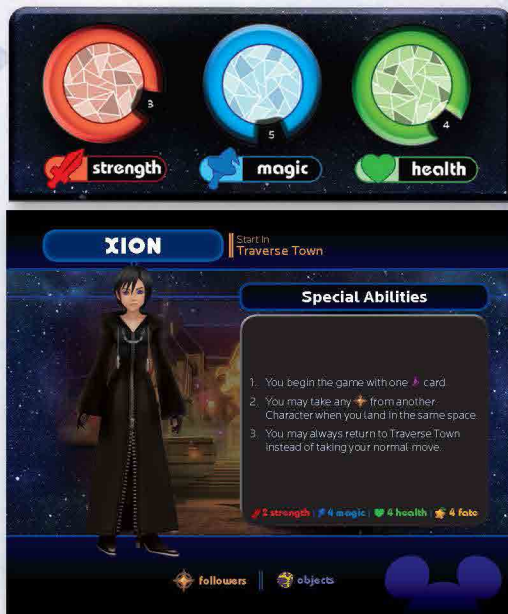 3
5
4
strength
magic
health
XION
Start In
Traverse Town
Special Abilities
1. You begin the game with one card.
2. You may take any from another
Character when you land in the same space.
3. You may always return to Traverse Town
instead of taking your normal move.
2 strength | 4 magic | 4 health | 4 fate
followers
objects